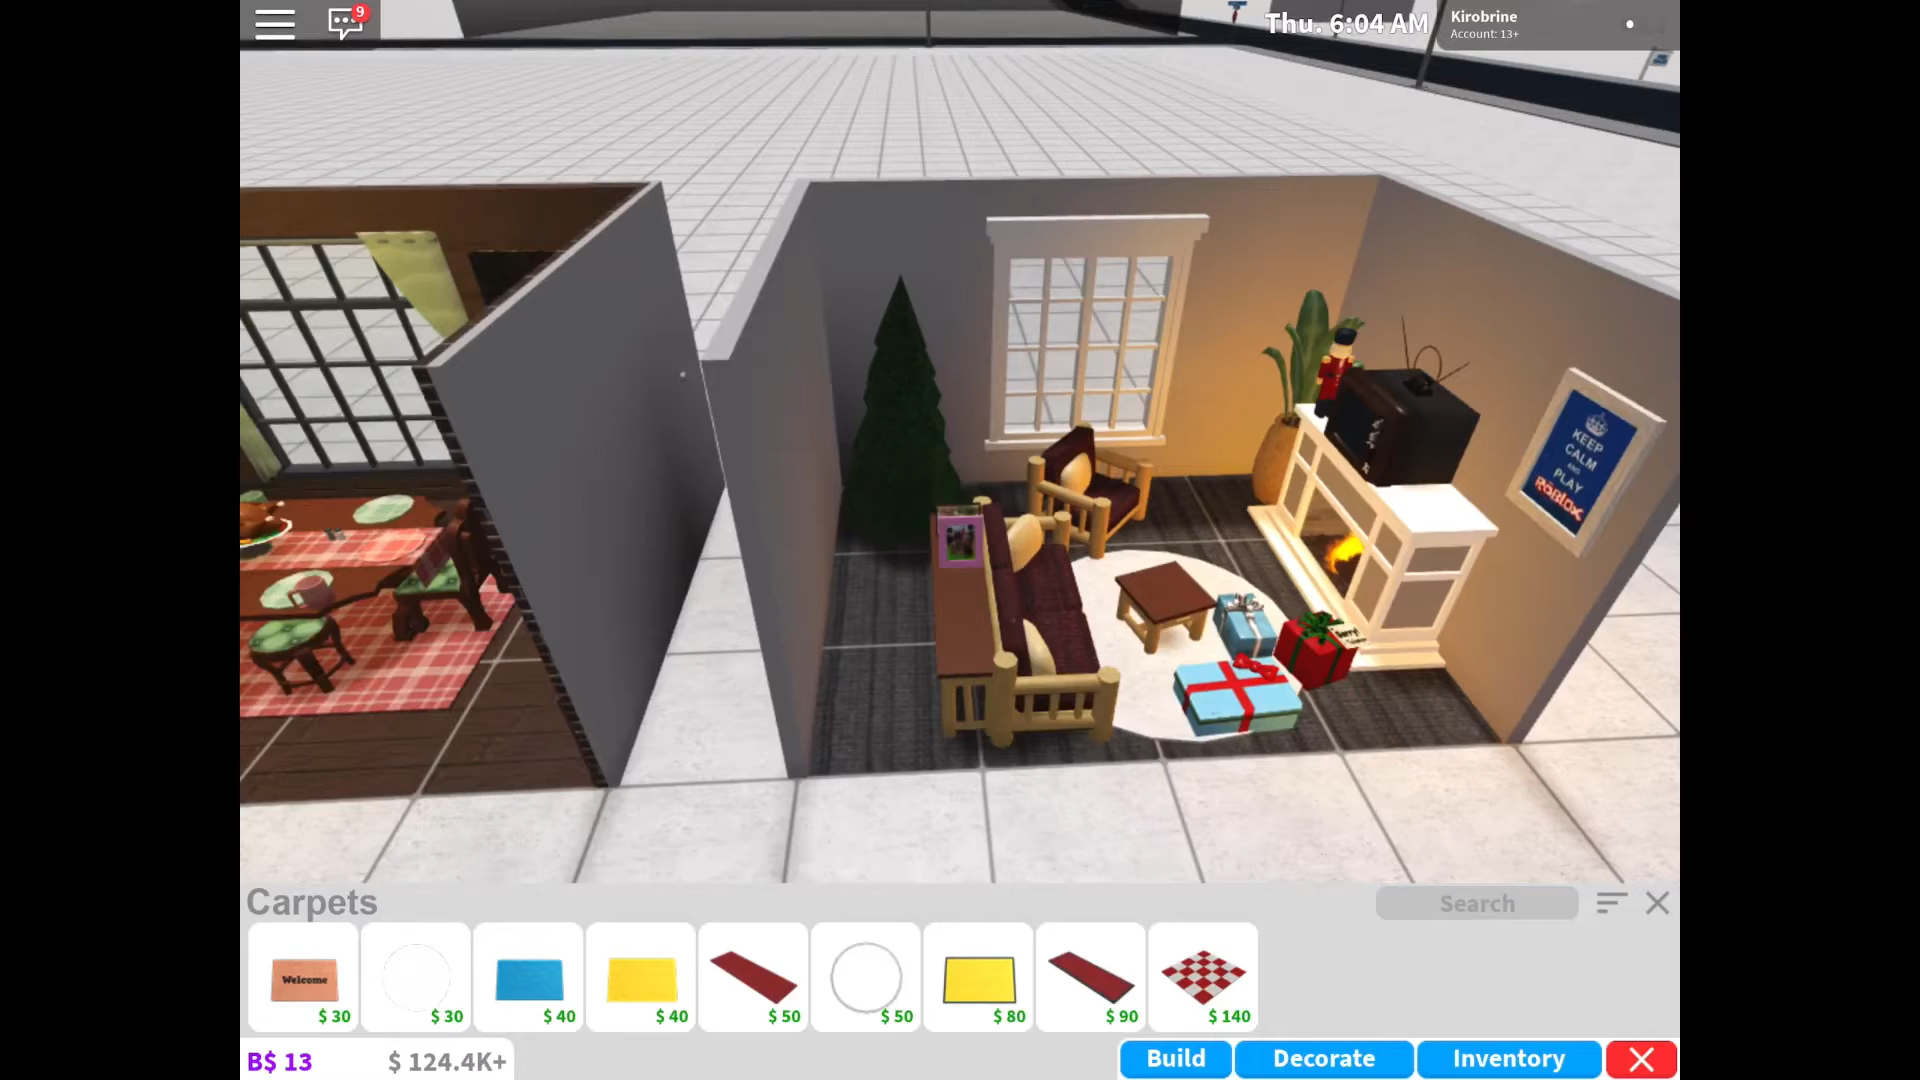 9
Thu. 6:04 AM
Kirobrine
Account: 13+
KEEP
CALM
AND
PLAY
ROBLOX
Carpets
Search
Welcome
$ 30
$ 30
$ 40
$ 40
$ 50
$ 50
$ 80
$ 90
$ 140
B$ 13
$ 124.4K+
Build
Decorate
Inventory